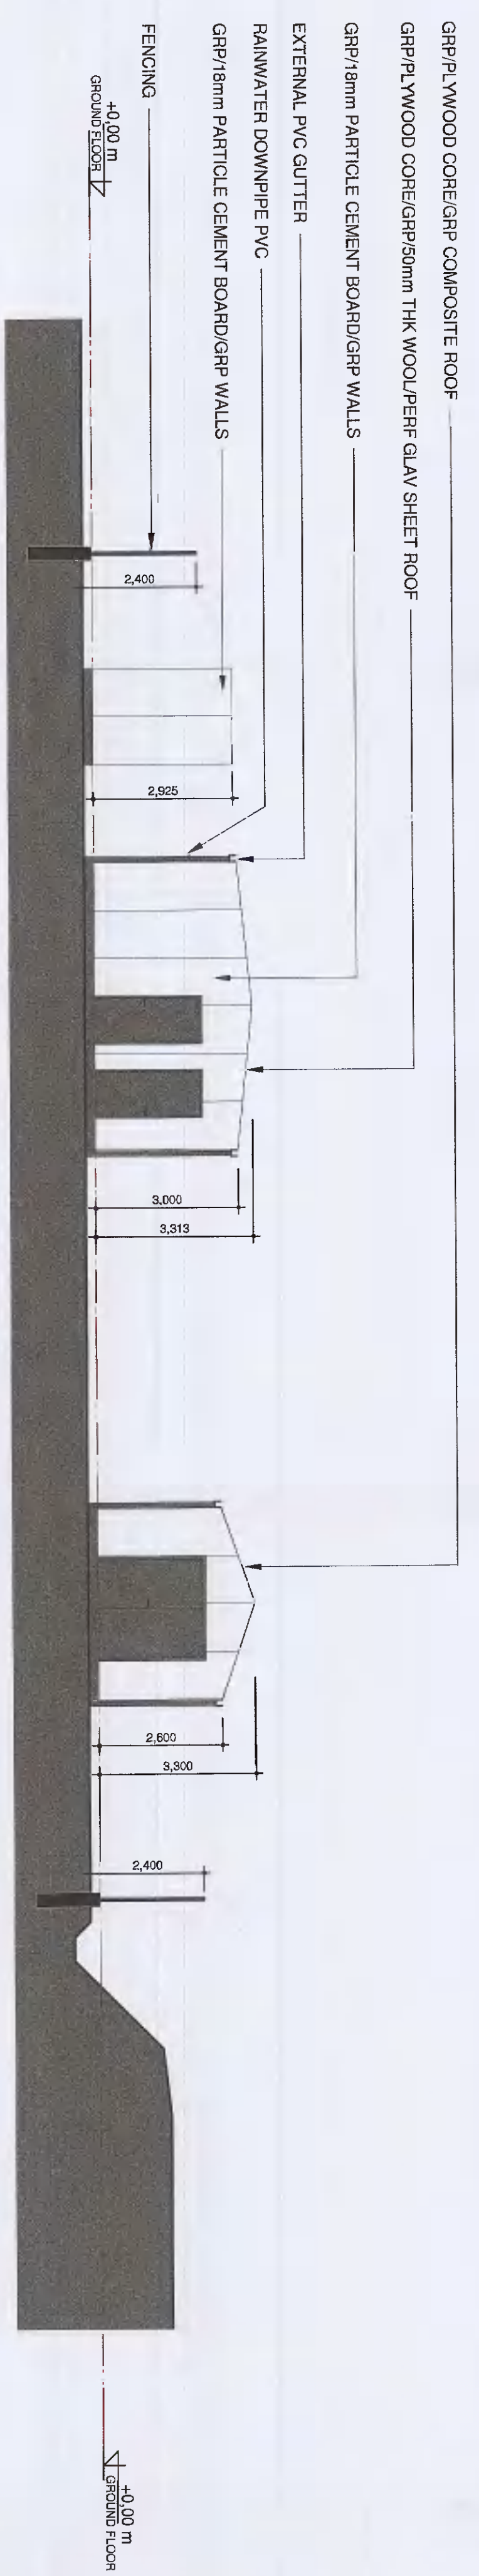 GRP/PLYWOOD CORE/GRP COMPOSITE ROOF
GRP/PLYWOOD CORE/GRP/50mm THK WOOL/PERF GLAV SHEET ROOF
GRP/18mm PARTICLE CEMENT BOARD/GRP WALLS
EXTERNAL PVC GUTTER
RAINWATER DOWNPIPE PVC
GRP/18mm PARTICLE CEMENT BOARD/GRP WALLS
FENCING
+0,00 m
GROUND FLOOR
2,400
2,925
3,000
3,313
2,600
3,300
2,400
+0,00 m
GROUND FLOOR